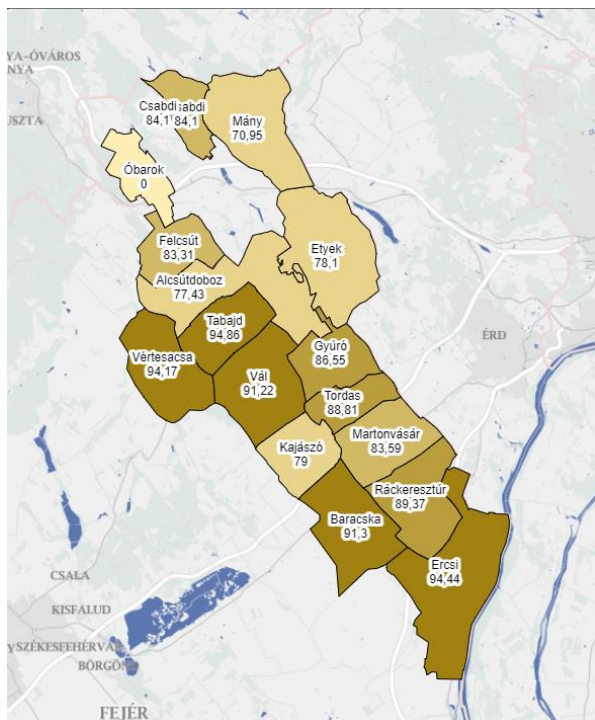 YA-ÓVÁROS
NYA
USZTA
Csabdi
sabdi
84,1
84,1
Mány
70,95
Óbarok
0
Felcsút
83,31
Etyek
78,1
Alcsútdoboz
77,43
Tabajd
94,86
Gyúró
86,55
ÉRD
Vértesacsa
94,17
Vál
91,22
Tordas
88,81
Martonvásár
83,59
Kajászó
79
Ráckeresztúr
89,37
Baracska
91,3
Ercsi
94,44
CSALA
KISFALUD
SZÉKESFEHÉRVÁR
BÖRGÖND
FEJÉR